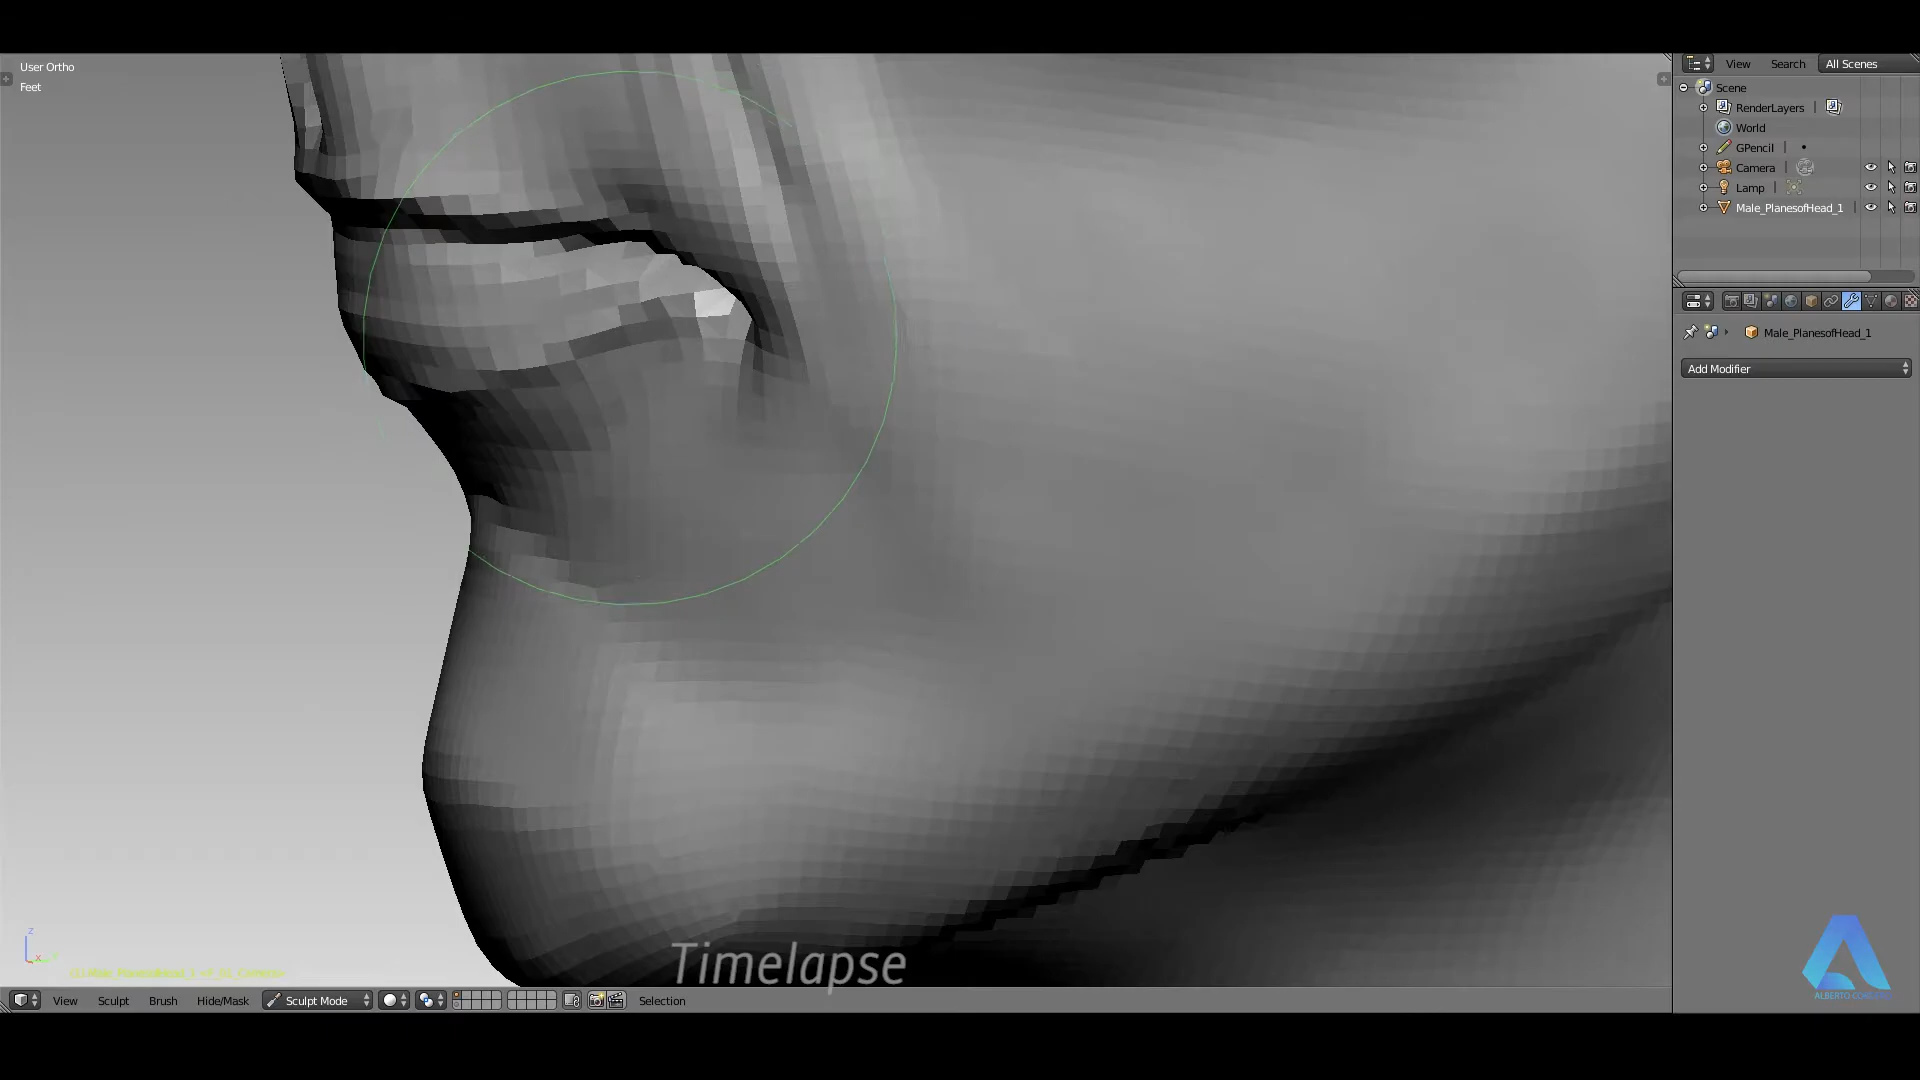 User Ortho
Feet
View Search All Scenes
Scene
RenderLayers
World
GPencil
Camera
Lamp
Male_PlanesofHead_1
Male_PlanesofHead_1
Add Modifier
Timelapse
View Sculpt Brush Hide/Mask Sculpt Mode Selection